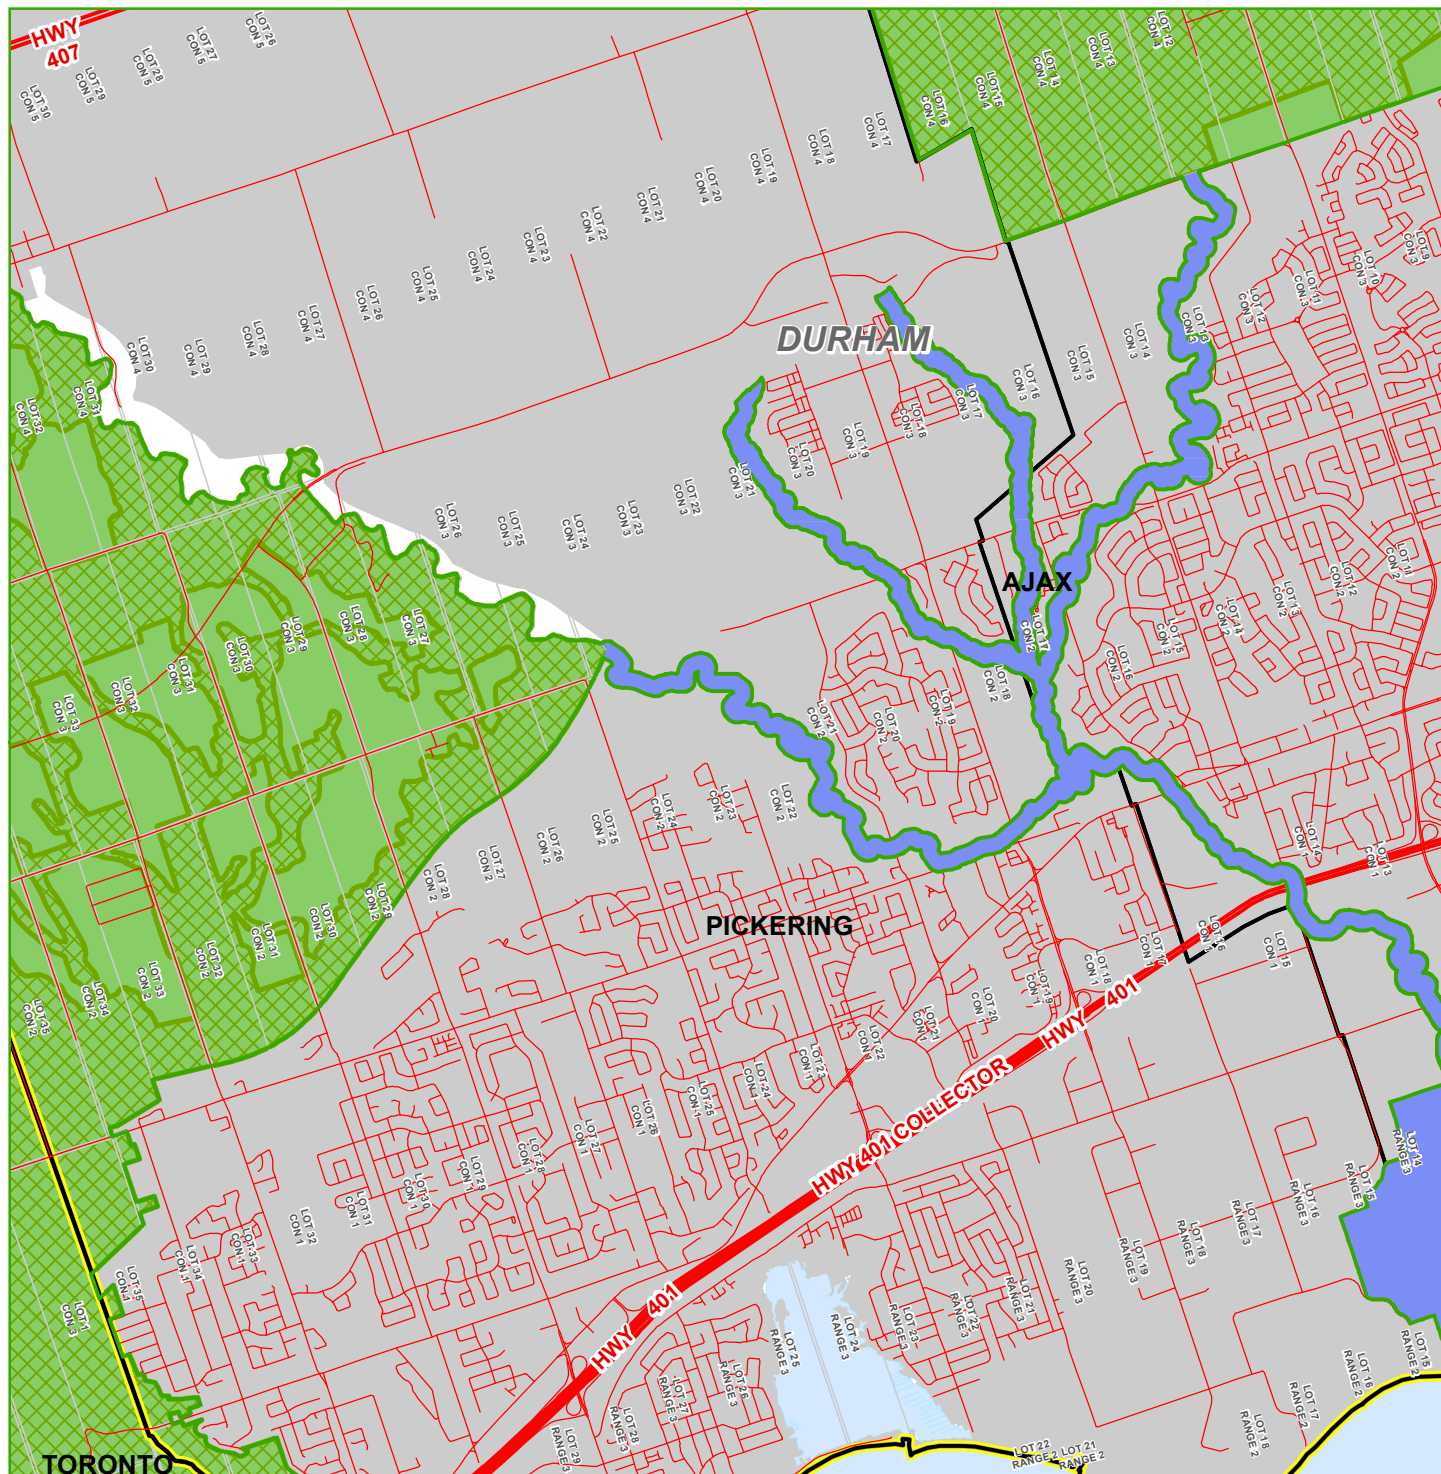 HWY
407
LOT 26
CON 5
LOT 27
CON 5
LOT 28
CON 5
LOT 29
CON 5
LOT 30
CON 5
LOT 12
CON 4
LOT 13
CON 4
LOT 14
CON 4
LOT 15
CON 4
LOT 16
CON 4
LOT 17
CON 4
LOT 18
CON 4
LOT 19
CON 4
LOT 20
CON 4
LOT 21
CON 4
LOT 22
CON 4
LOT 23
CON 4
LOT 24
CON 4
LOT 25
CON 4
LOT 26
CON 4
LOT 27
CON 4
LOT 28
CON 4
LOT 29
CON 4
LOT 30
CON 4
LOT 31
CON 4
LOT 32
CON 4
DURHAM
LOT 9
CON 3
LOT 10
CON 3
LOT 11
CON 3
LOT 12
CON 3
LOT 13
CON 3
LOT 14
CON 3
LOT 15
CON 3
LOT 16
CON 3
LOT 17
CON 3
LOT 18
CON 3
LOT 19
CON 3
LOT 20
CON 3
LOT 21
CON 3
LOT 22
CON 3
LOT 23
CON 3
LOT 24
CON 3
LOT 25
CON 3
LOT 26
CON 3
LOT 27
CON 3
LOT 28
CON 3
LOT 29
CON 3
LOT 30
CON 3
LOT 31
CON 3
LOT 32
CON 3
LOT 33
CON 3
AJAX
LOT 11
CON 2
LOT 12
CON 2
LOT 13
CON 2
LOT 14
CON 2
LOT 15
CON 2
LOT 16
CON 2
LOT 17
CON 2
LOT 18
CON 2
LOT 19
CON 2
LOT 20
CON 2
LOT 21
CON 2
LOT 22
CON 2
LOT 23
CON 2
LOT 24
CON 2
LOT 25
CON 2
LOT 26
CON 2
LOT 27
CON 2
LOT 28
CON 2
LOT 29
CON 2
LOT 30
CON 2
LOT 31
CON 2
LOT 32
CON 2
LOT 33
CON 2
LOT 34
CON 2
LOT 35
CON 2
PICKERING
LOT 13
CON 1
LOT 14
CON 1
LOT 15
CON 1
LOT 16
CON 1
LOT 17
CON 1
LOT 18
CON 1
LOT 19
CON 1
LOT 20
CON 1
LOT 21
CON 1
LOT 22
CON 1
LOT 23
CON 1
LOT 24
CON 1
LOT 25
CON 1
LOT 26
CON 1
LOT 27
CON 1
LOT 28
CON 1
LOT 29
CON 1
LOT 30
CON 1
LOT 31
CON 1
LOT 32
CON 1
LOT 33
CON 1
LOT 34
CON 1
LOT 35
CON 1
LOT 1
CON 3
HWY 401
HWY 401 COLLECTOR
HWY 401
LOT 14
RANGE 3
LOT 15
RANGE 3
LOT 16
RANGE 3
LOT 17
RANGE 3
LOT 18
RANGE 3
LOT 19
RANGE 3
LOT 20
RANGE 3
LOT 21
RANGE 3
LOT 22
RANGE 3
LOT 23
RANGE 3
LOT 24
RANGE 3
LOT 25
RANGE 3
LOT 26
RANGE 3
LOT 27
RANGE 3
LOT 28
RANGE 3
LOT 29
RANGE 3
LOT 15
RANGE 2
LOT 16
RANGE 2
LOT 17
RANGE 2
LOT 18
RANGE 2
LOT 21
RANGE 2
LOT 22
RANGE 2
TORONTO